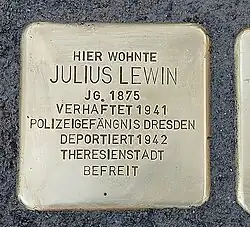 HIER WOHNTE
JULIUS LEWIN
JG. 1875
VERHAFTET 1941
POLIZEIGEFÄNGNIS DRESDEN
DEPORTIERT 1942
THERESIENSTADT
BEFREIT